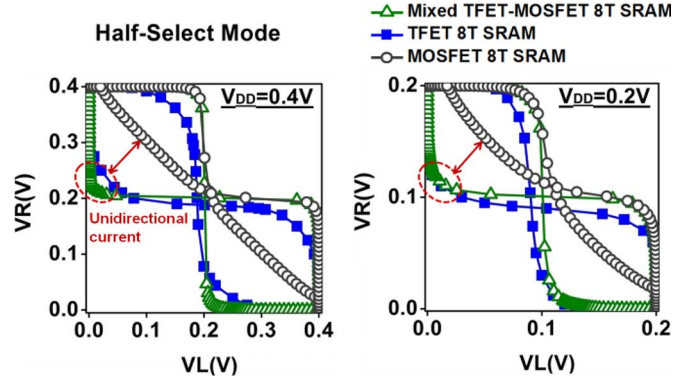 Half-Select Mode
Mixed TFET-MOSFET 8T SRAM
TFET 8T SRAM
MOSFET 8T SRAM
VDD=0.4V
VR(V)
0.4
0.3
0.2
0.1
0.0
Unidirectional
current
0.0 0.1 0.2 0.3 0.4
VL(V)
VDD=0.2V
VR(V)
0.2
0.1
0.0
0.0 0.1 0.2
VL(V)